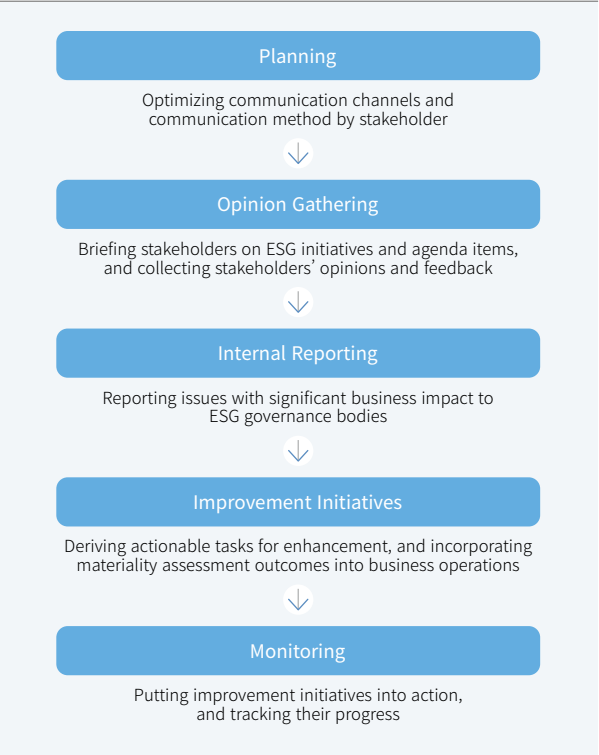 Planning
Optimizing communication channels and
communication method by stakeholder
Opinion Gathering
Briefing stakeholders on ESG initiatives and agenda items,
and collecting stakeholders’ opinions and feedback
Internal Reporting
Reporting issues with significant business impact to
ESG governance bodies
Improvement Initiatives
Deriving actionable tasks for enhancement, and incorporating
materiality assessment outcomes into business operations
Monitoring
Putting improvement initiatives into action,
and tracking their progress